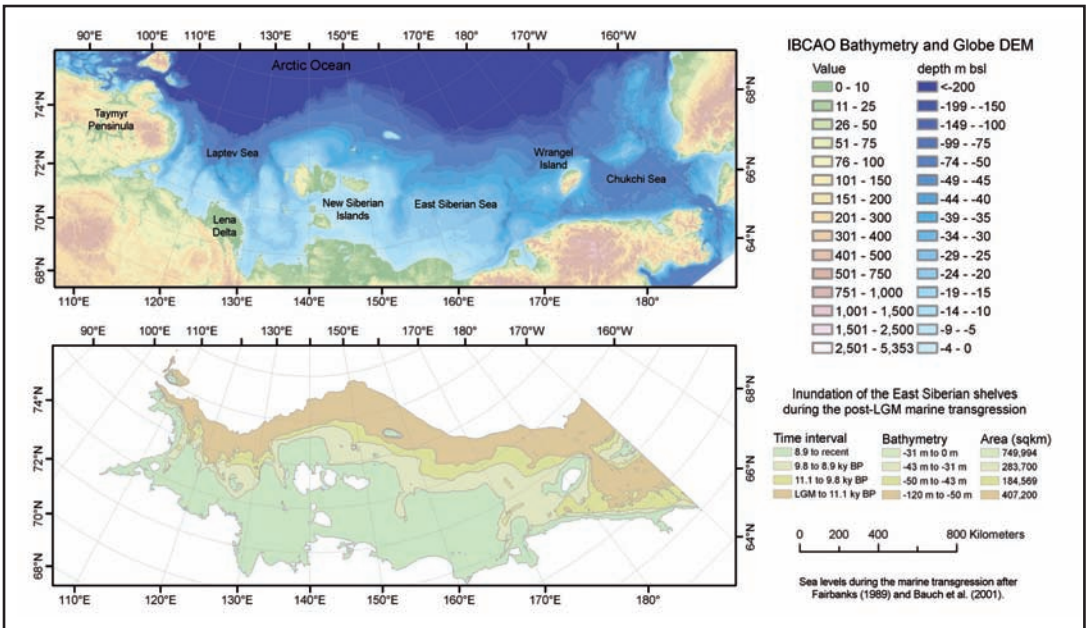 90°E 100°E 110°E 120°E 130°E 140°E 150°E 160°E 170°E 180° 170°W 160°W
Arctic Ocean
74°N
72°N
70°N
68°N
Taymyr
Pensinula
Laptev Sea
Lena
Delta
New Siberian
Islands
East Siberian Sea
Wrangel
Island
Chukchi Sea
68°N
66°N
64°N
110°E 120°E 130°E 140°E 150°E 160°E 170°E 180°
90°E 100°E 110°E 120°E 130°E 140°E 150°E 160°E 170°E 180° 170°W 160°W
74°N
72°N
70°N
68°N
68°N
66°N
64°N
110°E 120°E 130°E 140°E 150°E 160°E 170°E 180°
IBCAO Bathymetry and Globe DEM
Value depth m bsl
0 - 10 <-200
11 - 25 -199 - -150
26 - 50 -149 - -100
51 - 75 -99 - -75
76 - 100 -74 - -50
101 - 150 -49 - -45
151 - 200 -44 - -40
201 - 300 -39 - -35
301 - 400 -34 - -30
401 - 500 -29 - -25
501 - 750 -24 - -20
751 - 1,000 -19 - -15
1,001 - 1,500 -14 - -10
1,501 - 2,500 -9 - -5
2,501 - 5,353 -4 - 0
Inundation of the East Siberian shelves
during the post-LGM marine transgression
Time interval Bathymetry Area (sqkm)
8.9 to recent -31 m to 0 m 749,994
9.8 to 8.9 ky BP -43 m to -31 m 283,700
11.1 to 9.8 ky BP -50 m to -43 m 184,569
LGM to 11.1 ky BP -120 m to -50 m 407,200
0 200 400 800 Kilometers
Sea levels during the marine transgression after
Fairbanks (1989) and Bauch et al. (2001).